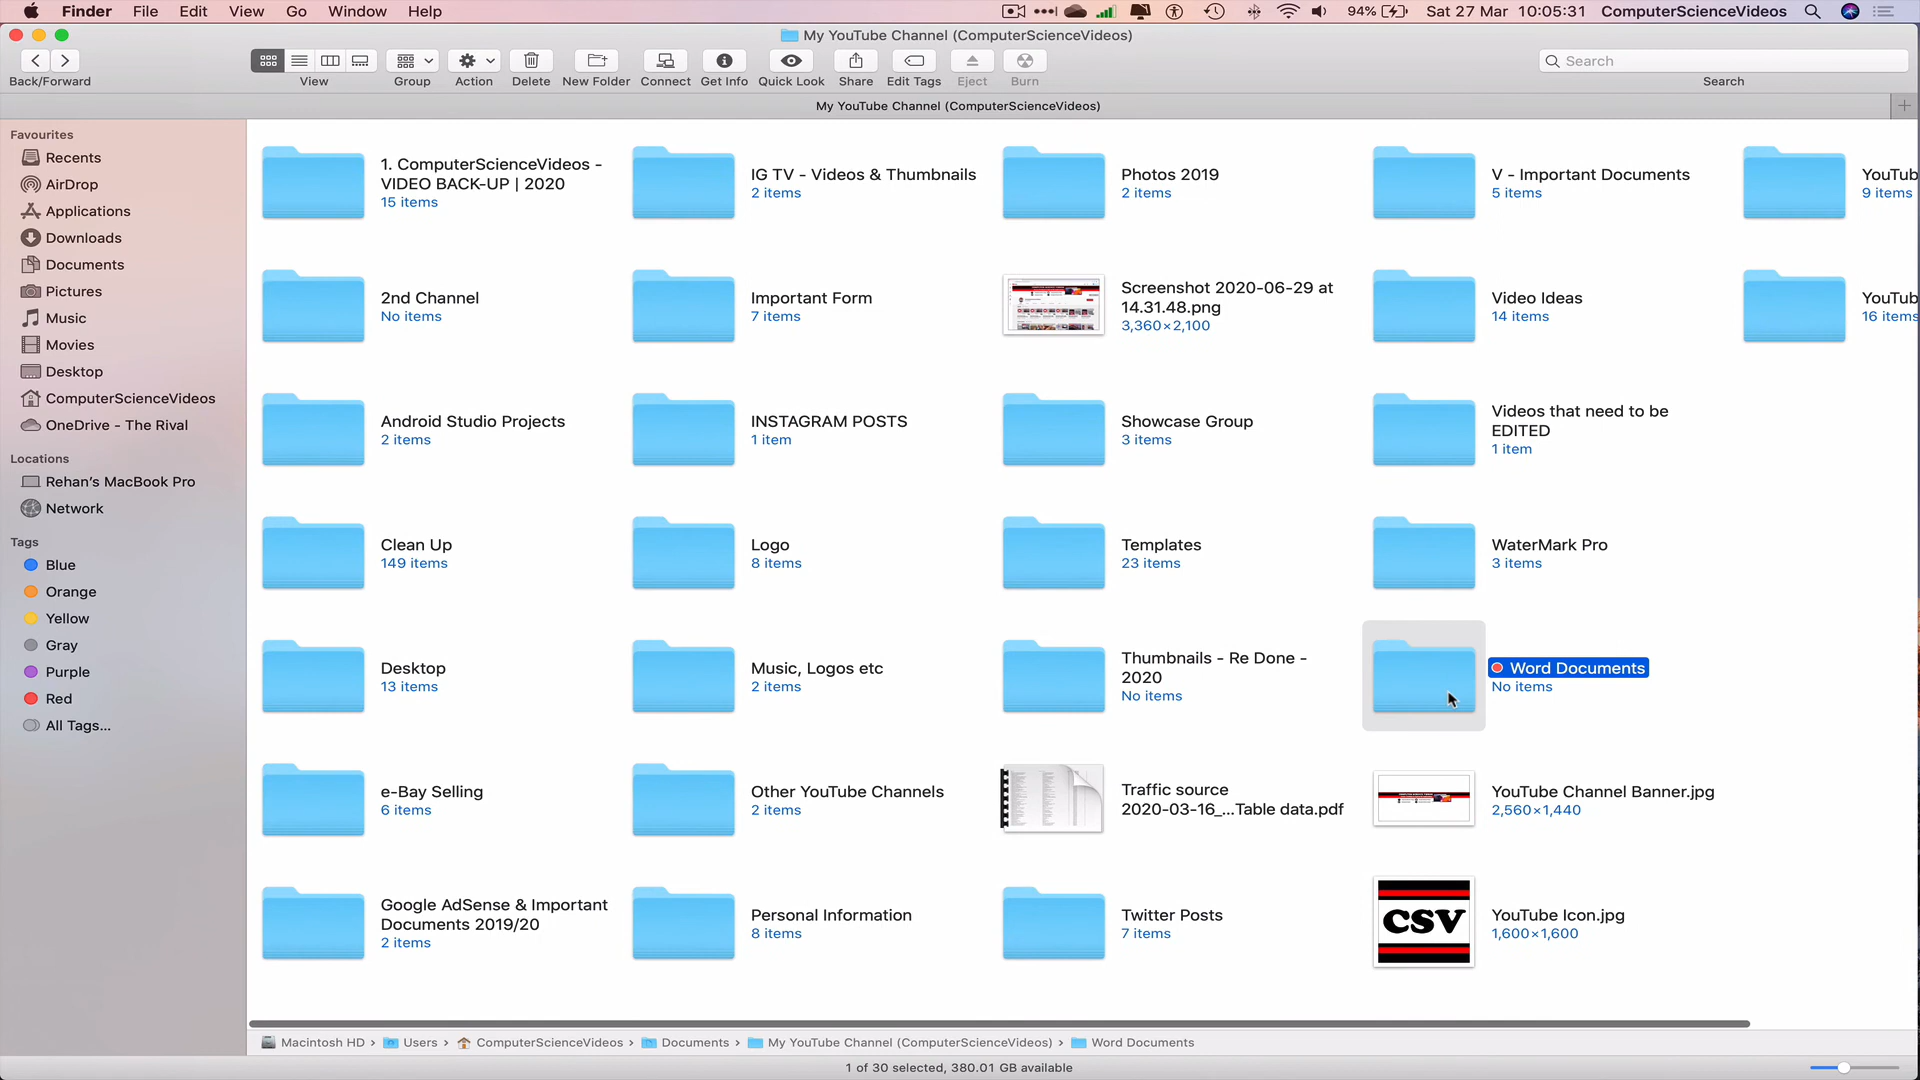 Finder File Edit View Go Window Help
94% Sat 27 Mar 10:05:31 ComputerScienceVideos
My YouTube Channel (ComputerScienceVideos)
Back/Forward View Group Action Delete New Folder Connect Get Info Quick Look Share Edit Tags Eject Burn Search
Search
My YouTube Channel (ComputerScienceVideos)
Favourites
Recents
AirDrop
Applications
Downloads
Documents
Pictures
Music
Movies
Desktop
ComputerScienceVideos
OneDrive - The Rival
Locations
Rehan's MacBook Pro
Network
Tags
Blue
Orange
Yellow
Gray
Purple
Red
All Tags...
1. ComputerScienceVideos -
VIDEO BACK-UP | 2020
15 items
2nd Channel
No items
Android Studio Projects
2 items
Clean Up
149 items
Desktop
13 items
e-Bay Selling
6 items
Google AdSense & Important
Documents 2019/20
2 items
IG TV - Videos & Thumbnails
2 items
Important Form
7 items
INSTAGRAM POSTS
1 item
Logo
8 items
Music, Logos etc
2 items
Other YouTube Channels
2 items
Personal Information
8 items
Photos 2019
2 items
Screenshot 2020-06-29 at
14.31.48.png
3,360×2,100
Showcase Group
3 items
Templates
23 items
Thumbnails - Re Done -
2020
No items
Traffic source
2020-03-16_...Table data.pdf
Twitter Posts
7 items
V - Important Documents
5 items
Video Ideas
14 items
Videos that need to be
EDITED
1 item
WaterMark Pro
3 items
Word Documents
No items
YouTube Channel Banner.jpg
2,560×1,440
CSV
YouTube Icon.jpg
1,600×1,600
YouTub
9 items
YouTub
16 items
Macintosh HD › Users › ComputerScienceVideos › Documents › My YouTube Channel (ComputerScienceVideos) › Word Documents
1 of 30 selected, 380.01 GB available